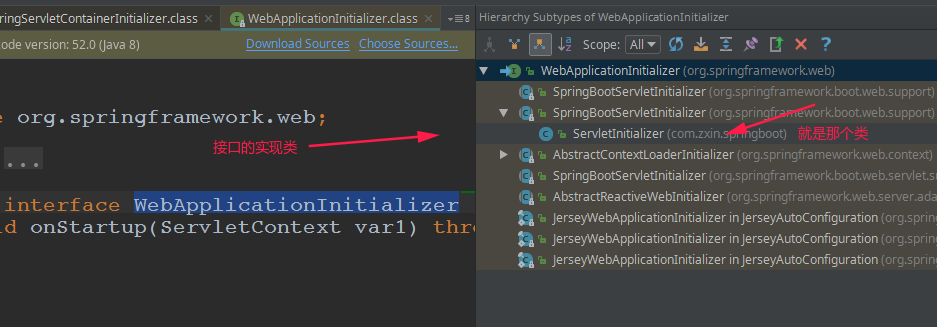 ringServletContainerInitializer.class
WebApplicationInitializer.class
8
code version: 52.0 (Java 8)
Download Sources
Choose Sources...
e org.springframework.web;
...
接口的实现类
interface WebApplicationInitializer
id onStartup(ServletContext var1) thro
Hierarchy Subtypes of WebApplicationInitializer
Scope: All
WebApplicationInitializer (org.springframework.web)
SpringBootServletInitializer (org.springframework.boot.web.support)
SpringBootServletInitializer (org.springframework.boot.web.support)
ServletInitializer (com.zxin.springboot) 就是那个类
AbstractContextLoaderInitializer (org.springframework.web.context)
SpringBootServletInitializer (org.springframework.boot.web.servlet.su
AbstractReactiveWebInitializer (org.springframework.web.server.ada
JerseyWebApplicationInitializer in JerseyAutoConfiguration (org.sprin
JerseyWebApplicationInitializer in JerseyAutoConfiguration (org.sprin
JerseyWebApplicationInitializer in JerseyAutoConfiguration (org.sprin